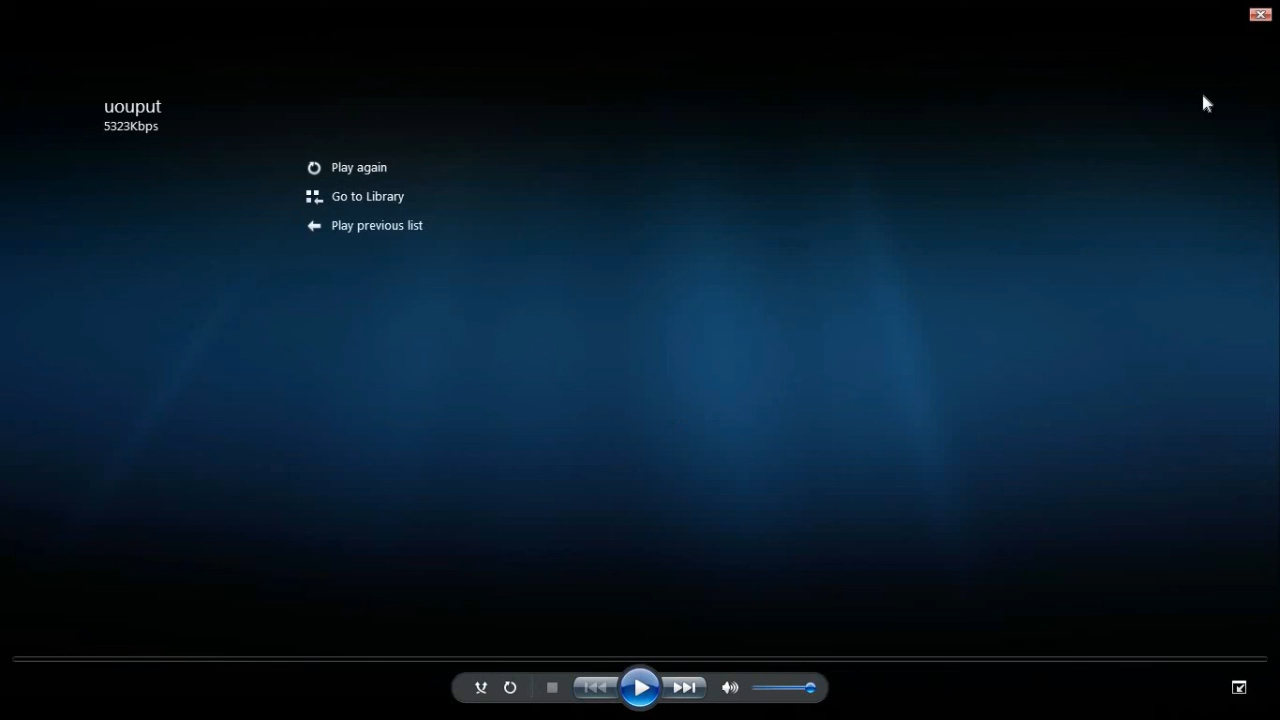 uouput
5323Kbps
Play again
Go to Library
Play previous list